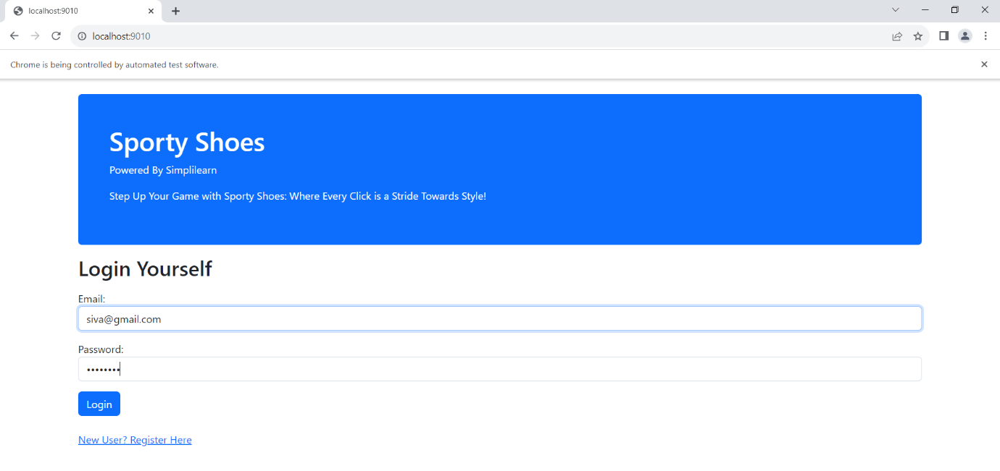 localhost:9010
localhost:9010
Chrome is being controlled by automated test software.
Sporty Shoes
Powered By Simplilearn
Step Up Your Game with Sporty Shoes: Where Every Click is a Stride Towards Style!
Login Yourself
Email:
siva@gmail.com
Password:
••••••••
Login
New User? Register Here